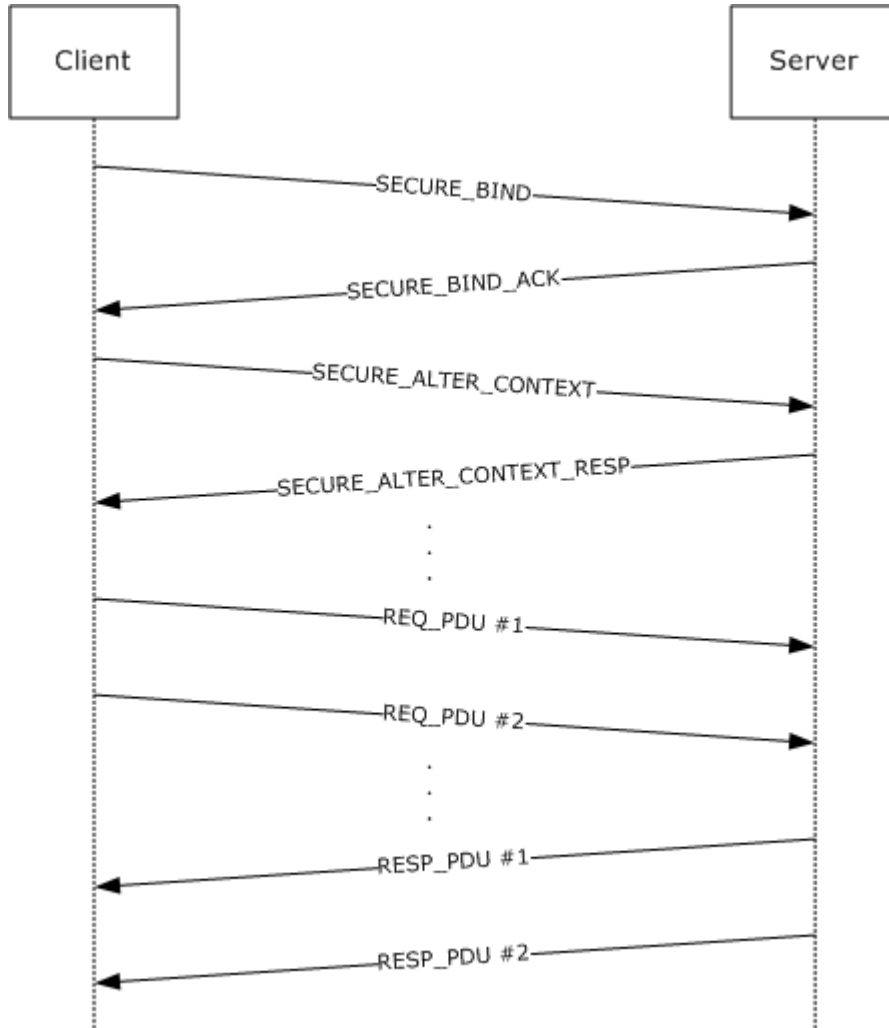 Client
Server
SECURE_BIND
SECURE_BIND_ACK
SECURE_ALTER_CONTEXT
SECURE_ALTER_CONTEXT_RESP
.
.
.
REQ_PDU #1
REQ_PDU #2
.
.
.
RESP_PDU #1
RESP_PDU #2